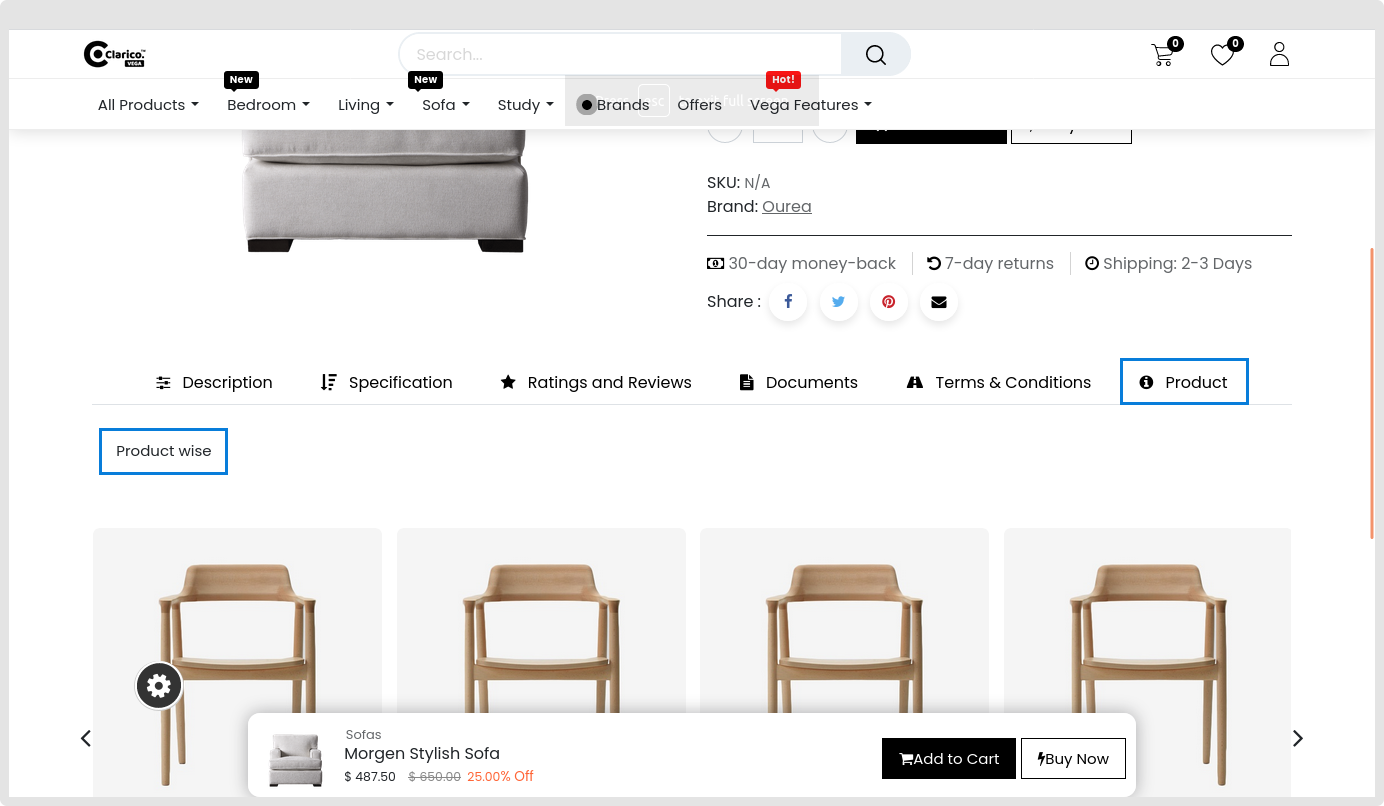 Clarico.
VEGA
Search...
0
0
New
New
Hot!
All Products
Bedroom
Living
Sofa
Study
Brands
Offers
Vega Features
SKU: N/A
Brand: Ourea
30-day money-back
7-day returns
Shipping: 2-3 Days
Share :
Description
Specification
Ratings and Reviews
Documents
Terms & Conditions
Product
Product wise
Sofas
Morgen Stylish Sofa
$ 487.50 $ 650.00 25.00% Off
Add to Cart
Buy Now